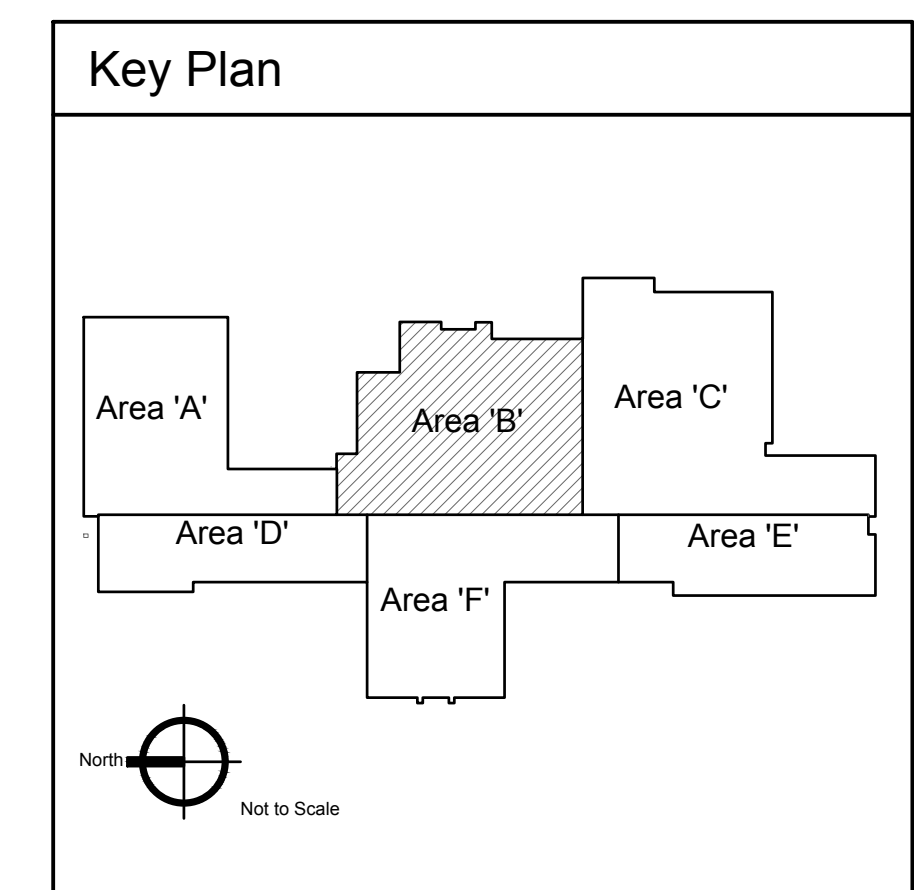 Key Plan
Area 'A'
Area 'B'
Area 'C'
Area 'D'
Area 'E'
Area 'F'
North
Not to Scale